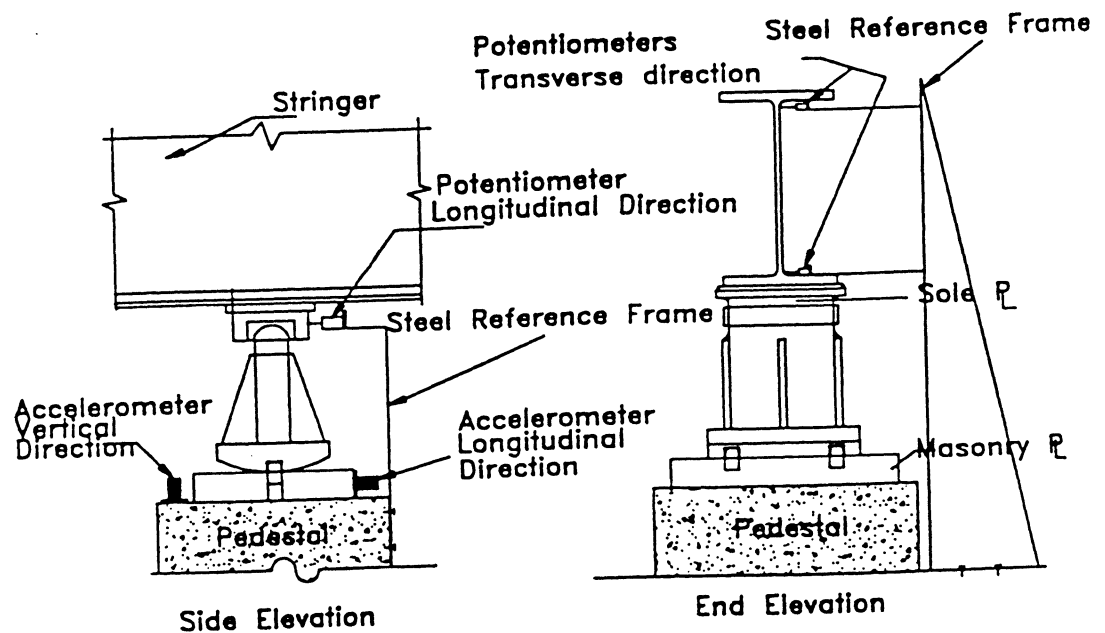 Stringer
Potentiometer
Longitudinal Direction
Steel Reference Frame
Accelerometer
Vertical
Direction
Accelerometer
Longitudinal
Direction
Pedestal
Side Elevation
Potentiometers
Transverse direction
Steel Reference Frame
Sole PL
Masonry PL
Pedestal
End Elevation